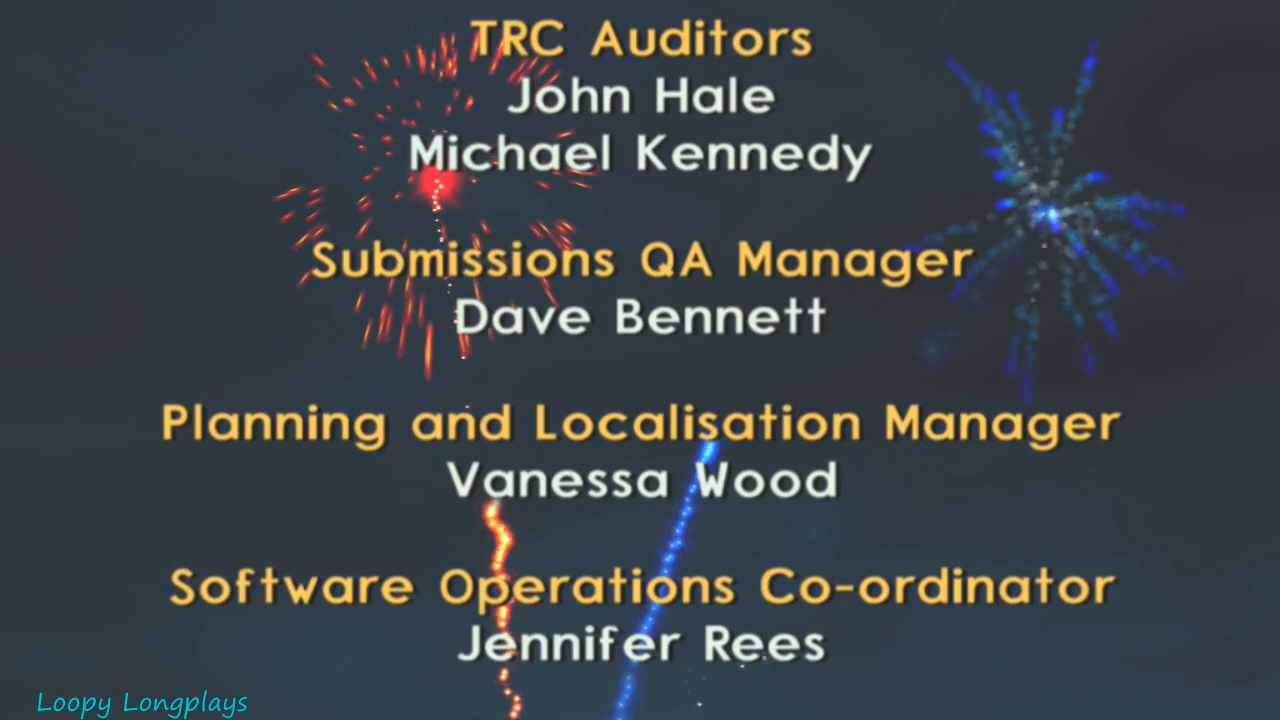 TRC Auditors
John Hale
Michael Kennedy
Submissions QA Manager
Dave Bennett
Planning and Localisation Manager
Vanessa Wood
Software Operations Co-ordinator
Jennifer Rees
Loopy Longplays